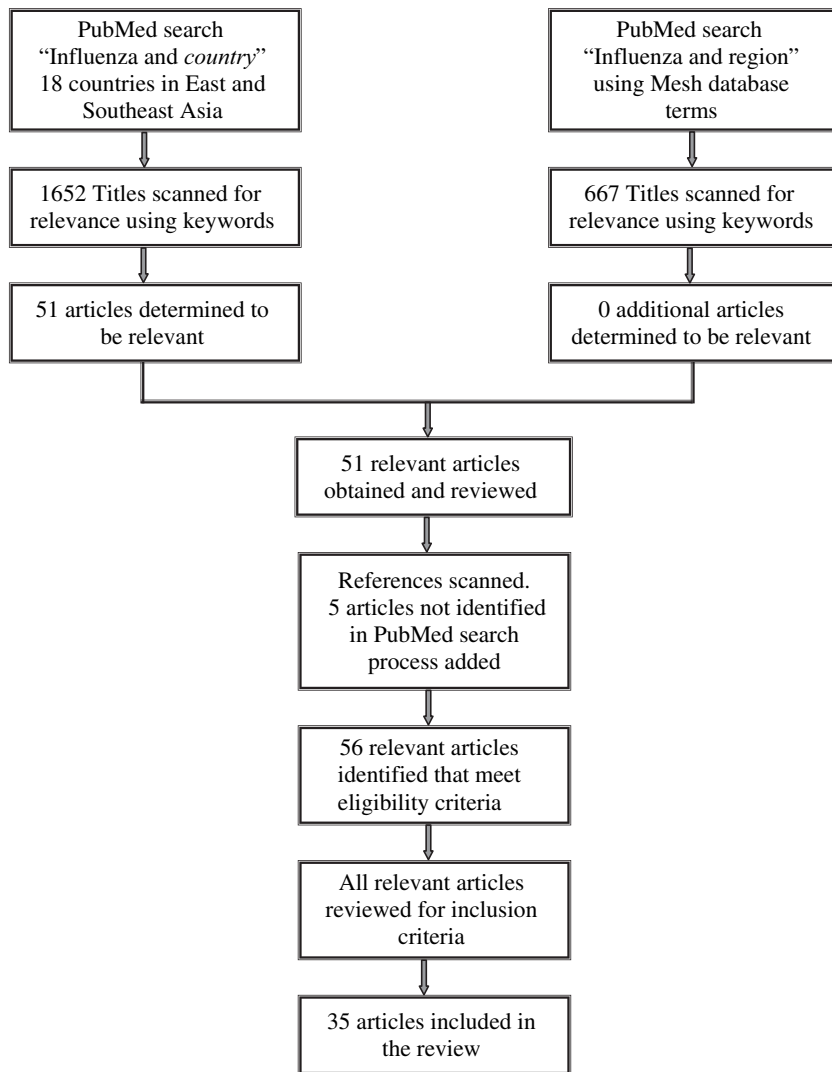 PubMed search
“Influenza and country”
18 countries in East and
Southeast Asia
PubMed search
“Influenza and region”
using Mesh database
terms
1652 Titles scanned for
relevance using keywords
667 Titles scanned for
relevance using keywords
51 articles determined to
be relevant
0 additional articles
determined to be relevant
51 relevant articles
obtained and reviewed
References scanned.
5 articles not identified
in PubMed search
process added
56 relevant articles
identified that meet
eligibility criteria
All relevant articles
reviewed for inclusion
criteria
35 articles included in
the review